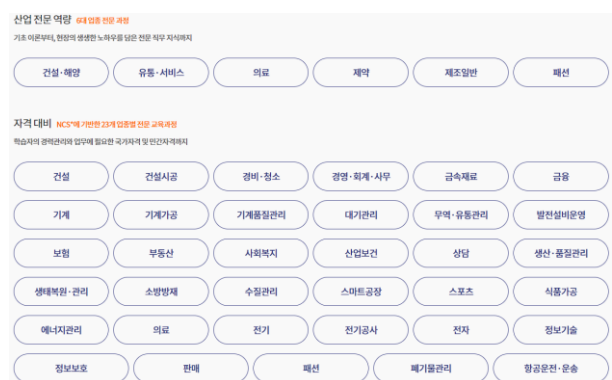 산업 전문 역량 6대 업종 전문 과정
기초 이론부터, 현장의 생생한 노하우를 담은 전문 직무 지식까지
건설·해양 유통·서비스 의료 제약 제조일반 패션
자격 대비 NCS*에 기반한 23개 업종별 전문 교육과정
학습자의 경력관리와 업무에 필요한 국가자격 및 민간자격까지
건설 건설시공 경비·청소 경영·회계·사무 금속재료 금융
기계 기계가공 기계품질관리 대기관리 무역·유통관리 발전설비운영
보험 부동산 사회복지 산업보건 상담 생산·품질관리
생태복원·관리 소방방재 수질관리 스마트공장 스포츠 식품가공
에너지관리 의료 전기 전기공사 전자 정보기술
정보보호 판매 패션 폐기물관리 항공운전·운송